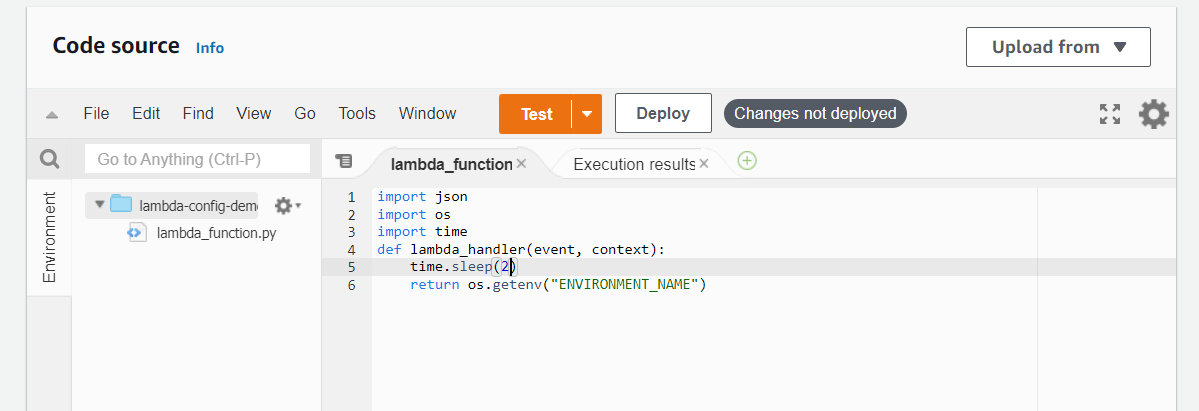 Code source Info
Upload from
File Edit Find View Go Tools Window Test Deploy Changes not deployed
Go to Anything (Ctrl-P)
lambda_function Execution results
Environment
lambda-config-dem
lambda_function.py
1 import json
2 import os
3 import time
4 def lambda_handler(event, context):
5 time.sleep(2)
6 return os.getenv("ENVIRONMENT_NAME")